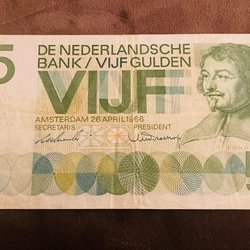 5
DE NEDERLANDSCHE
BANK / VIJF GULDEN
VIJF
AMSTERDAM 26 APRIL 1966
SECRETARIS PRESIDENT